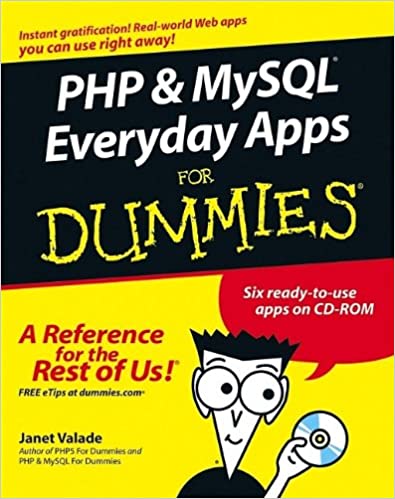 Instant gratification! Real-world Web apps
you can use right away!
PHP & MySQL®
Everyday Apps
FOR
DUMMIES®
Six ready-to-use
apps on CD-ROM
A Reference
for the
Rest of Us!®
FREE eTips at dummies.com®
Janet Valade
Author of PHP5 For Dummies and
PHP & MySQL For Dummies